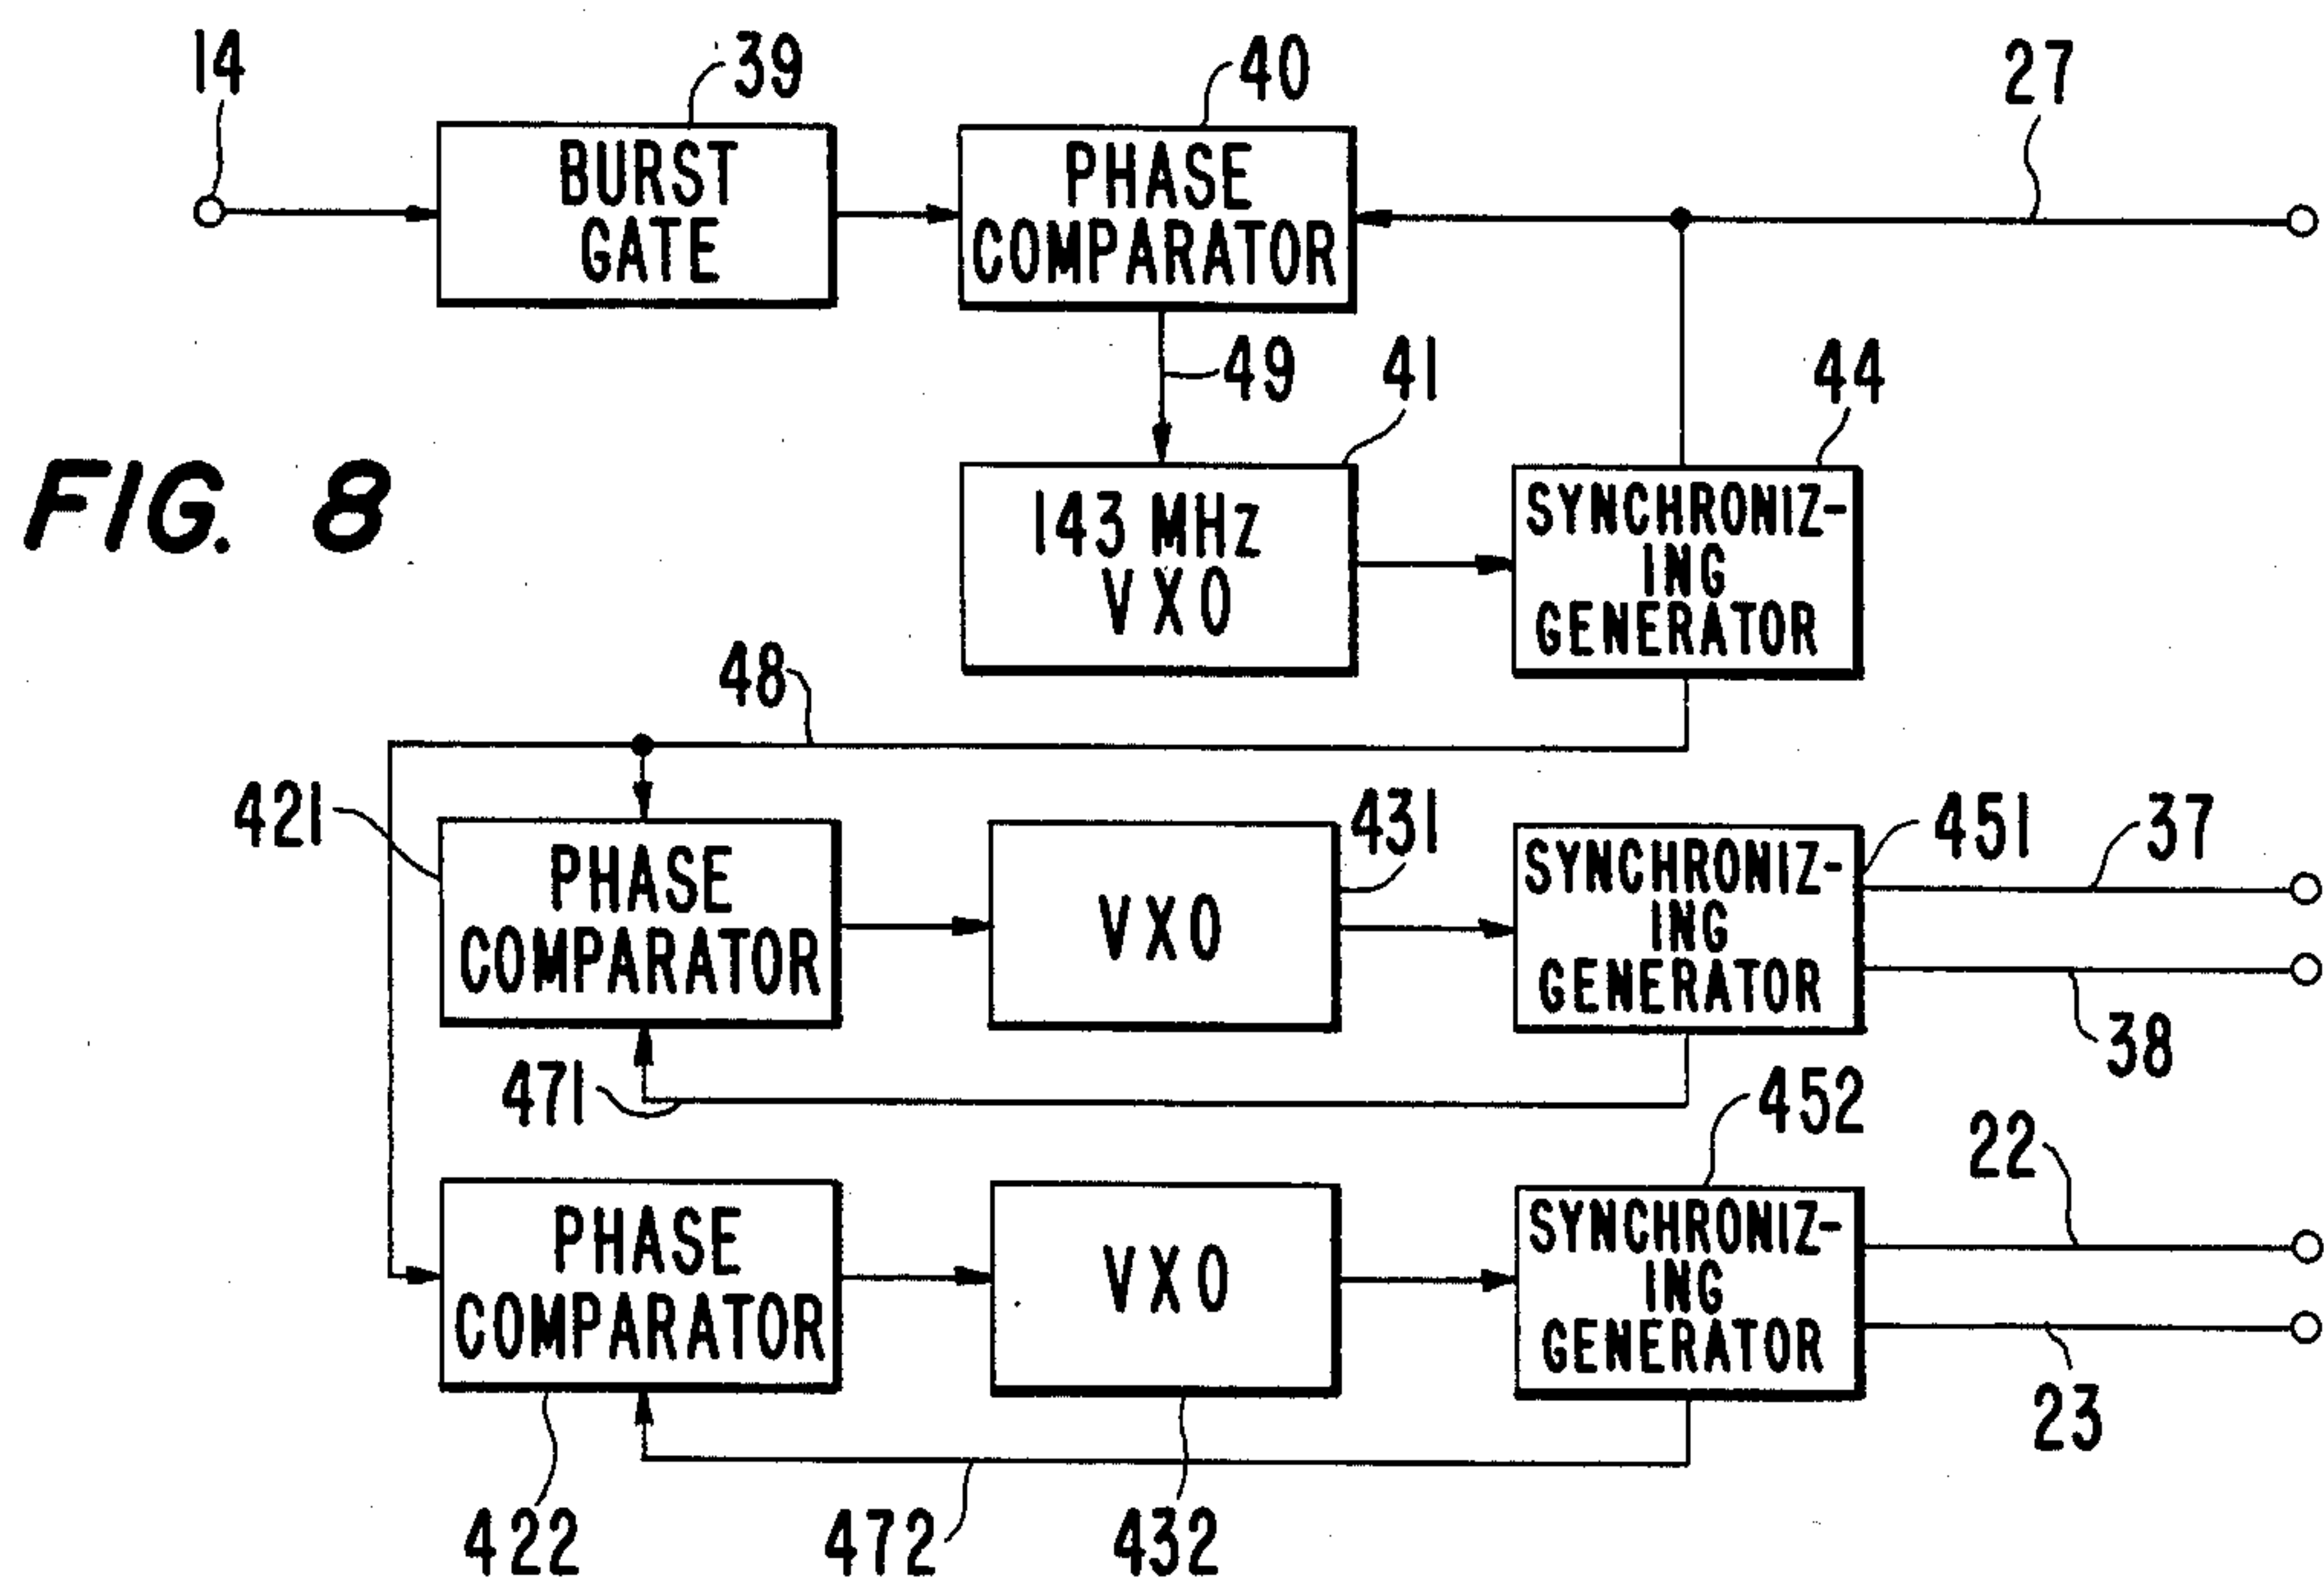 14
39
40
27
BURST
GATE
PHASE
COMPARATOR
49
41
44
FIG. 8
143 MHz
VXO
SYNCHRONIZ-
ING
GENERATOR
48
421
431
451
37
PHASE
COMPARATOR
VXO
SYNCHRONIZ-
ING
GENERATOR
38
471
452
22
PHASE
COMPARATOR
VXO
SYNCHRONIZ-
ING
GENERATOR
23
422
472
432